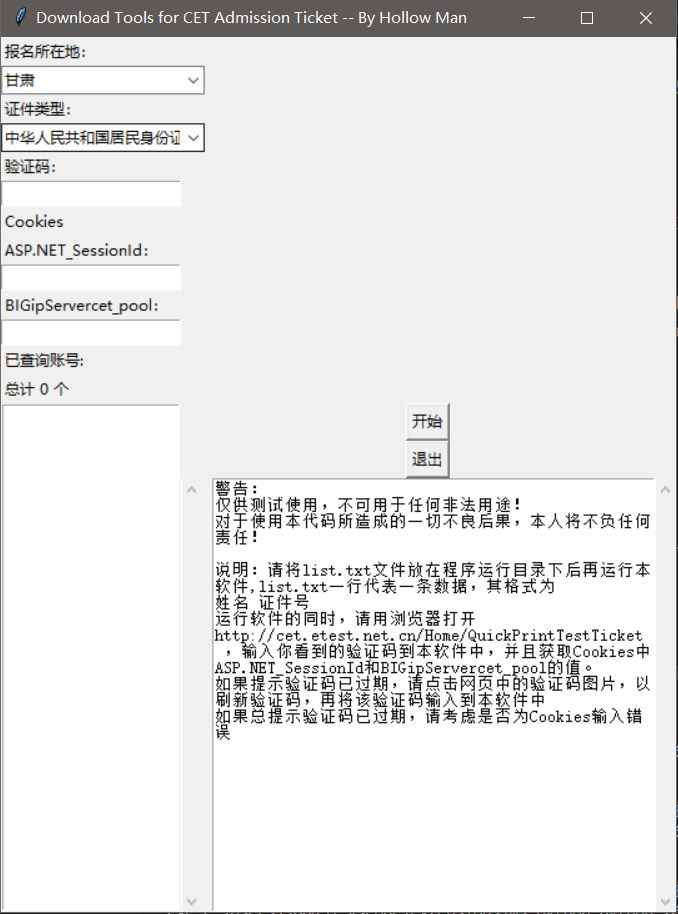 Download Tools for CET Admission Ticket -- By Hollow Man
报名所在地：
甘肃
证件类型：
中华人民共和国居民身份证
验证码：
Cookies
ASP.NET_SessionId：
BIGipServercet_pool：
已查询账号：
总计 0 个
开始
退出
警告：
仅供测试使用，不可用于任何非法用途！
对于使用本代码所造成的一切不良后果，本人将不负任何
责任！
说明：请将list.txt文件放在程序运行目录下后再运行本
软件,list.txt一行代表一条数据，其格式为
姓名 证件号
运行软件的同时，请用浏览器打开
http://cet.etest.net.cn/Home/QuickPrintTestTicket
，输入你看到的验证码到本软件中，并且获取Cookies中
ASP.NET_SessionId和BIGipServercet_pool的值。
如果提示验证码已过期，请点击网页中的验证码图片，以
刷新验证码，再将该验证码输入到本软件中
如果总提示验证码已过期，请考虑是否为Cookies输入错
误